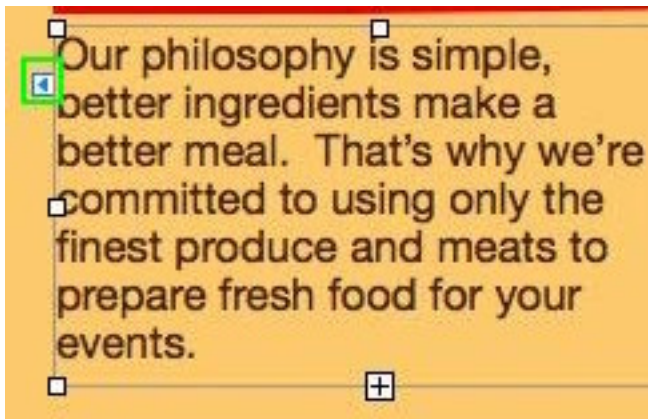 Our philosophy is simple,
better ingredients make a
better meal.  That’s why we’re
committed to using only the
finest produce and meats to
prepare fresh food for your
events.